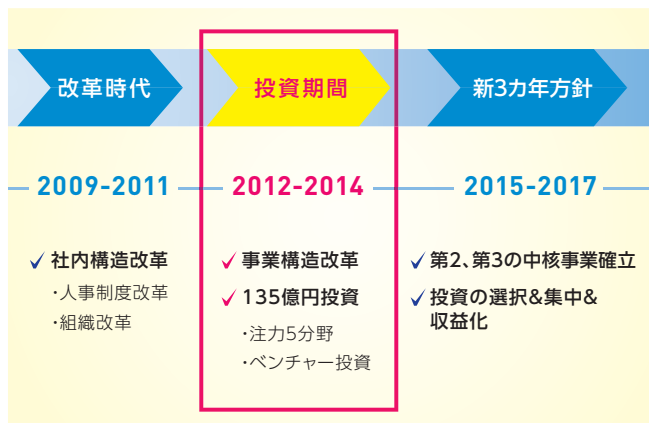 改革時代
投資期間
新3カ年方針
2009-2011
2012-2014
2015-2017
✓ 社内構造改革
・人事制度改革
・組織改革
✓ 事業構造改革
✓ 135億円投資
・注力5分野
・ベンチャー投資
✓ 第2、第3の中核事業確立
✓ 投資の選択&集中&
収益化